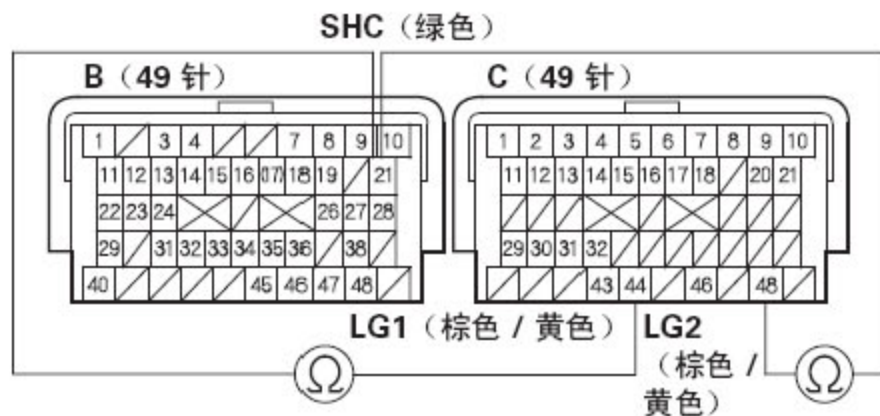 SHC（绿色）
B（49 针）
C（49 针）
1 3 4 7 8 9 10
1 2 3 4 5 6 7 8 9 10
11 12 13 14 15 16 (17) 18 19 21
11 12 13 14 15 16 17 18 20 21
22 23 24 26 27 28
29 31 32 33 34 35 36 38
29 30 31 32
40 45 46 47 48
43 44 46 48
LG1（棕色 / 黄色）
LG2
（棕色 /
黄色）
Ω
Ω